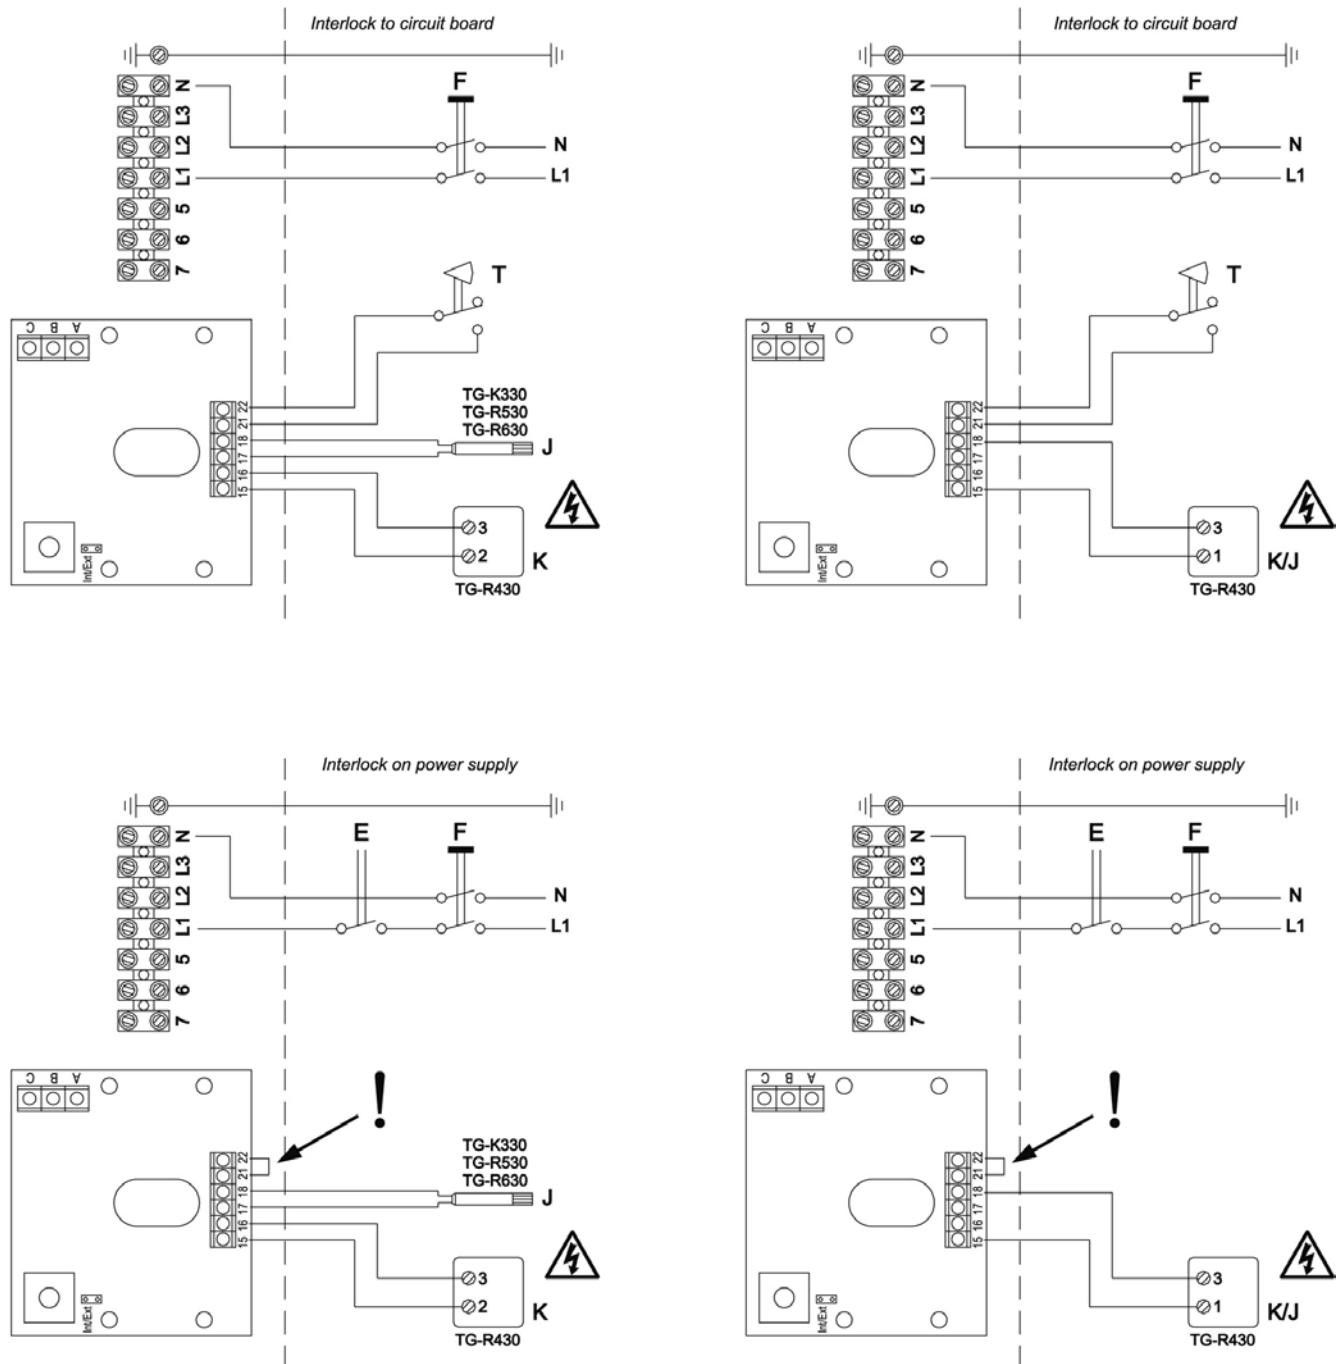 Interlock to circuit board
N
L3
L2
L1
5
6
7
F
N
L1
T
C B A
22
21
18
17
16
15
TG-K330
TG-R530
TG-R630
J
3
2
K
TG-R430
Int/Ext
Interlock to circuit board
N
L3
L2
L1
5
6
7
F
N
L1
T
C B A
22
21
18
17
16
15
3
1
K/J
TG-R430
Int/Ext
Interlock on power supply
N
L3
L2
L1
5
6
7
E
F
N
L1
C B A
!
22
21
18
17
16
15
TG-K330
TG-R530
TG-R630
J
3
2
K
TG-R430
Int/Ext
Interlock on power supply
N
L3
L2
L1
5
6
7
E
F
N
L1
C B A
!
22
21
18
17
16
15
3
1
K/J
TG-R430
Int/Ext